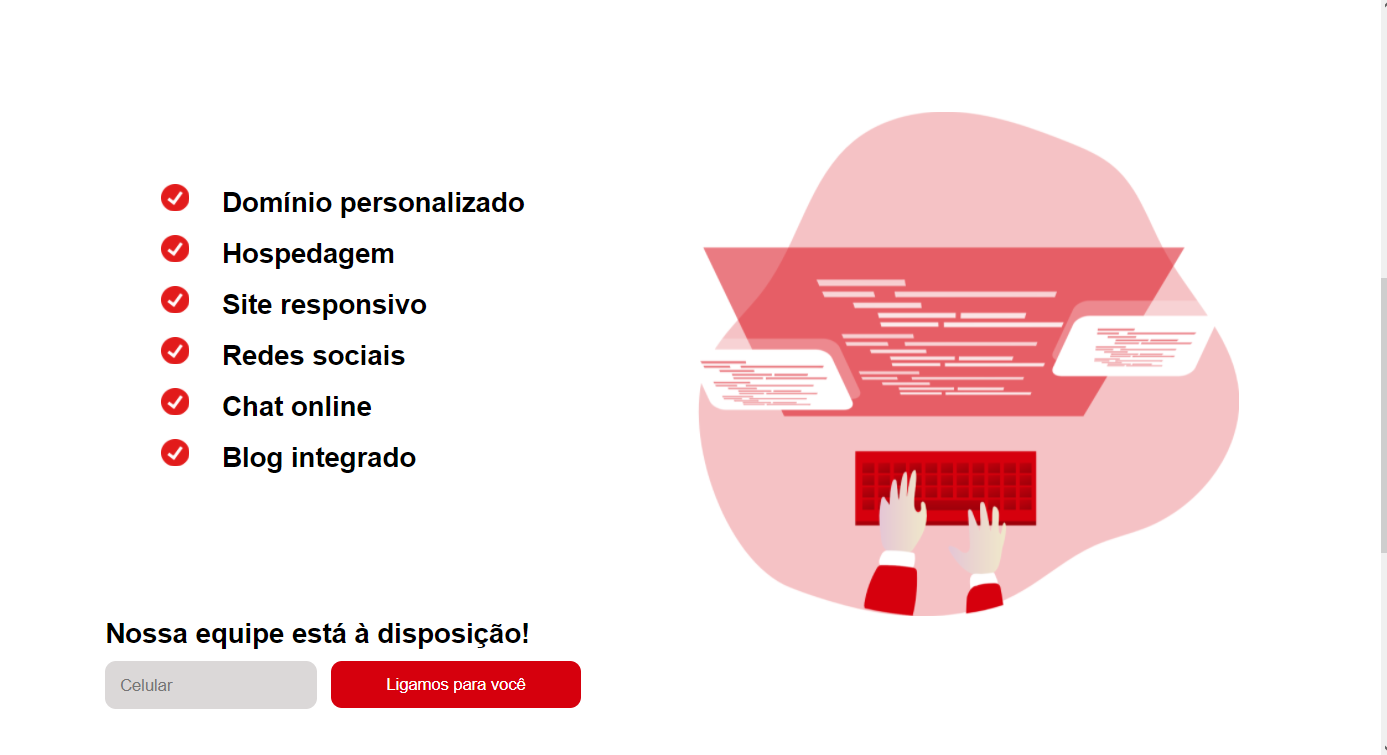 Domínio personalizado
Hospedagem
Site responsivo
Redes sociais
Chat online
Blog integrado
Nossa equipe está à disposição!
Celular
Ligamos para você